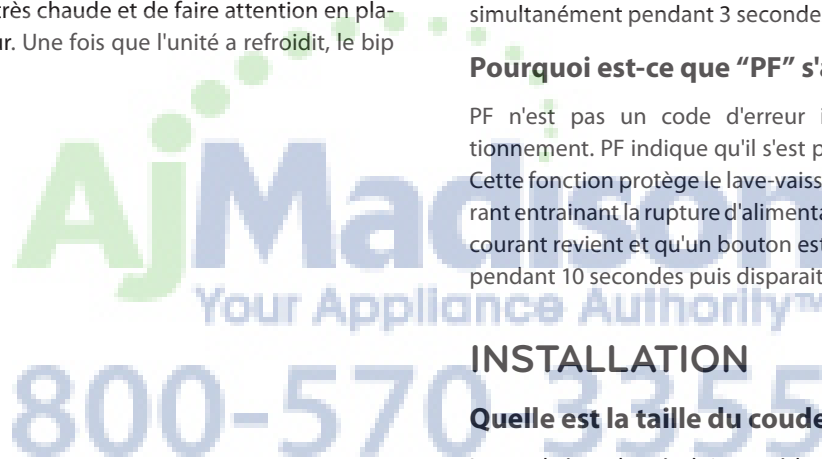 très chaude et de faire attention en pla-
ur. Une fois que l'unité a refroidit, le bip
simultanément pendant 3 seconde
Pourquoi est-ce que “PF” s'a
PF n'est pas un code d'erreur i
tionnement. PF indique qu'il s'est p
Cette fonction protège le lave-vaiss
rant entrainant la rupture d'alimenta
courant revient et qu'un bouton est
pendant 10 secondes puis disparait
INSTALLATION
Quelle est la taille du coude
AjMadison
Your Appliance Authority™
800-570-3355